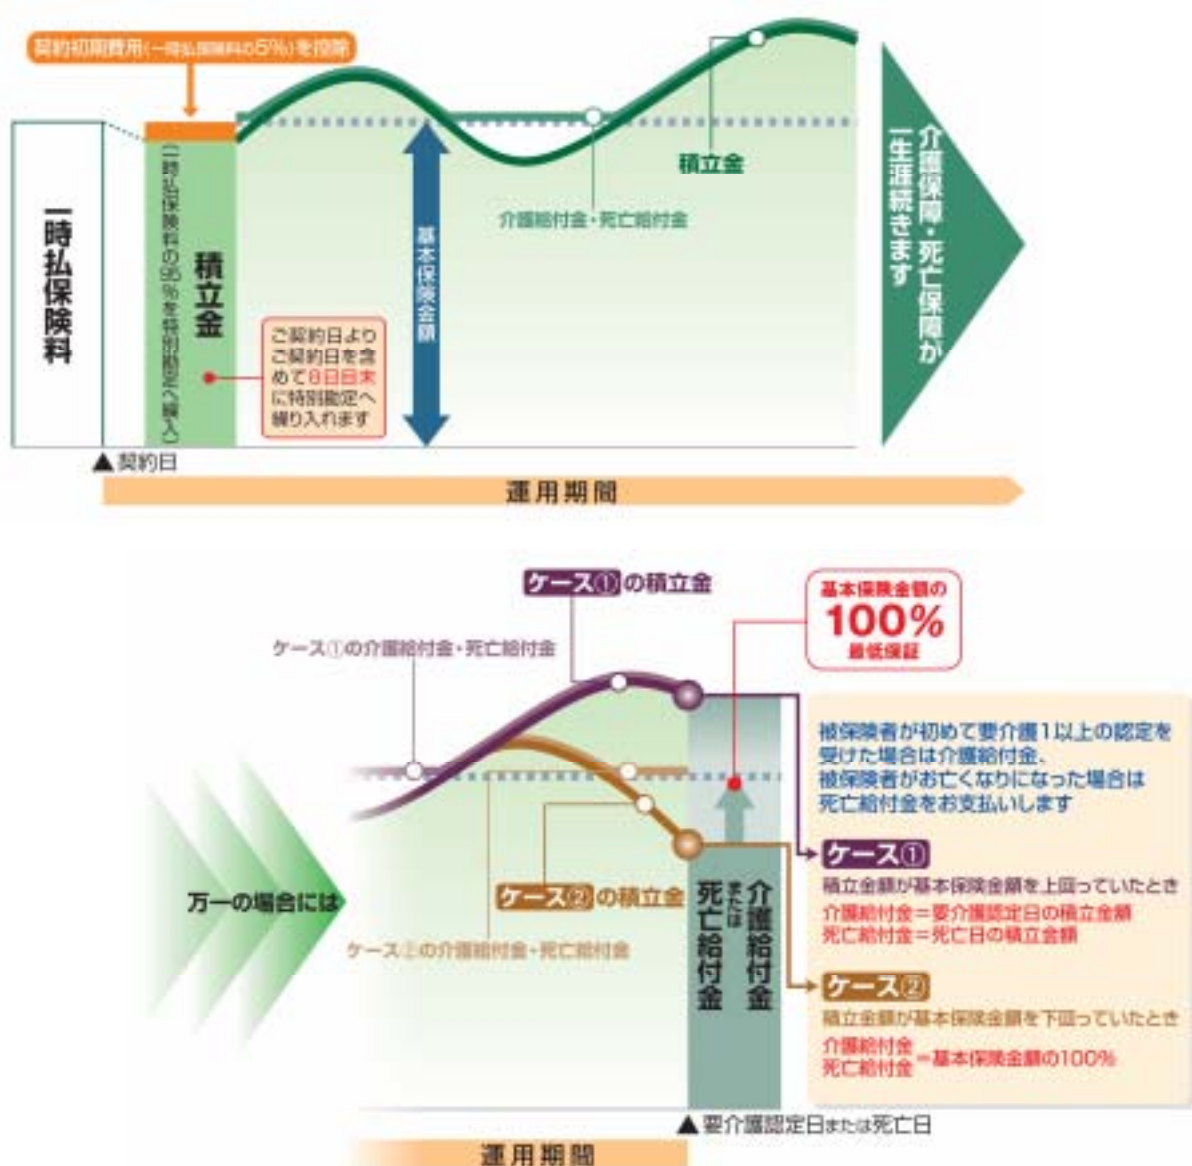 契約初期費用(一時払保険料の5%)を控除
一時払保険料
(一時払保険料の95%を特別勘定へ繰入)
積立金
ご契約日より
ご契約日を含
めて8日目末
に特別勘定へ
繰り入れます
基本保険金額
介護給付金・死亡給付金
積立金
介護保障・死亡保障が
一生涯続きます
▲契約日
運用期間
ケース①の積立金
基本保険金額の
100%
最低保証
ケース①の介護給付金・死亡給付金
万一の場合には
ケース②の積立金
ケース②の介護給付金・死亡給付金
介護給付金
または
死亡給付金
被保険者が初めて要介護1以上の認定を
受けた場合は介護給付金、
被保険者がお亡くなりになった場合は
死亡給付金をお支払いします
ケース①
積立金額が基本保険金額を上回っていたとき
介護給付金=要介護認定日の積立金額
死亡給付金=死亡日の積立金額
ケース②
積立金額が基本保険金額を下回っていたとき
介護給付金
死亡給付金=基本保険金額の100%
▲要介護認定日または死亡日
運用期間